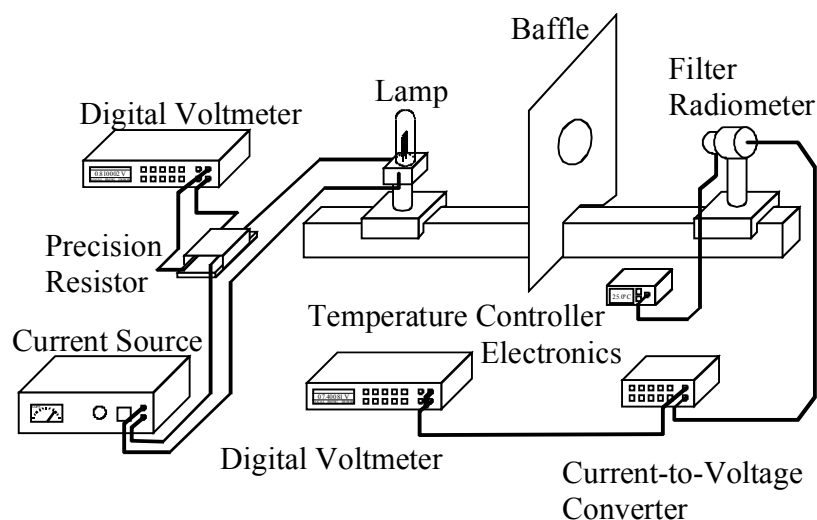 Baffle
Filter
Radiometer
Lamp
Digital Voltmeter
0.810002 V
Precision
Resistor
25.0°C
Temperature Controller
Electronics
Current Source
Digital Voltmeter
Current-to-Voltage
Converter